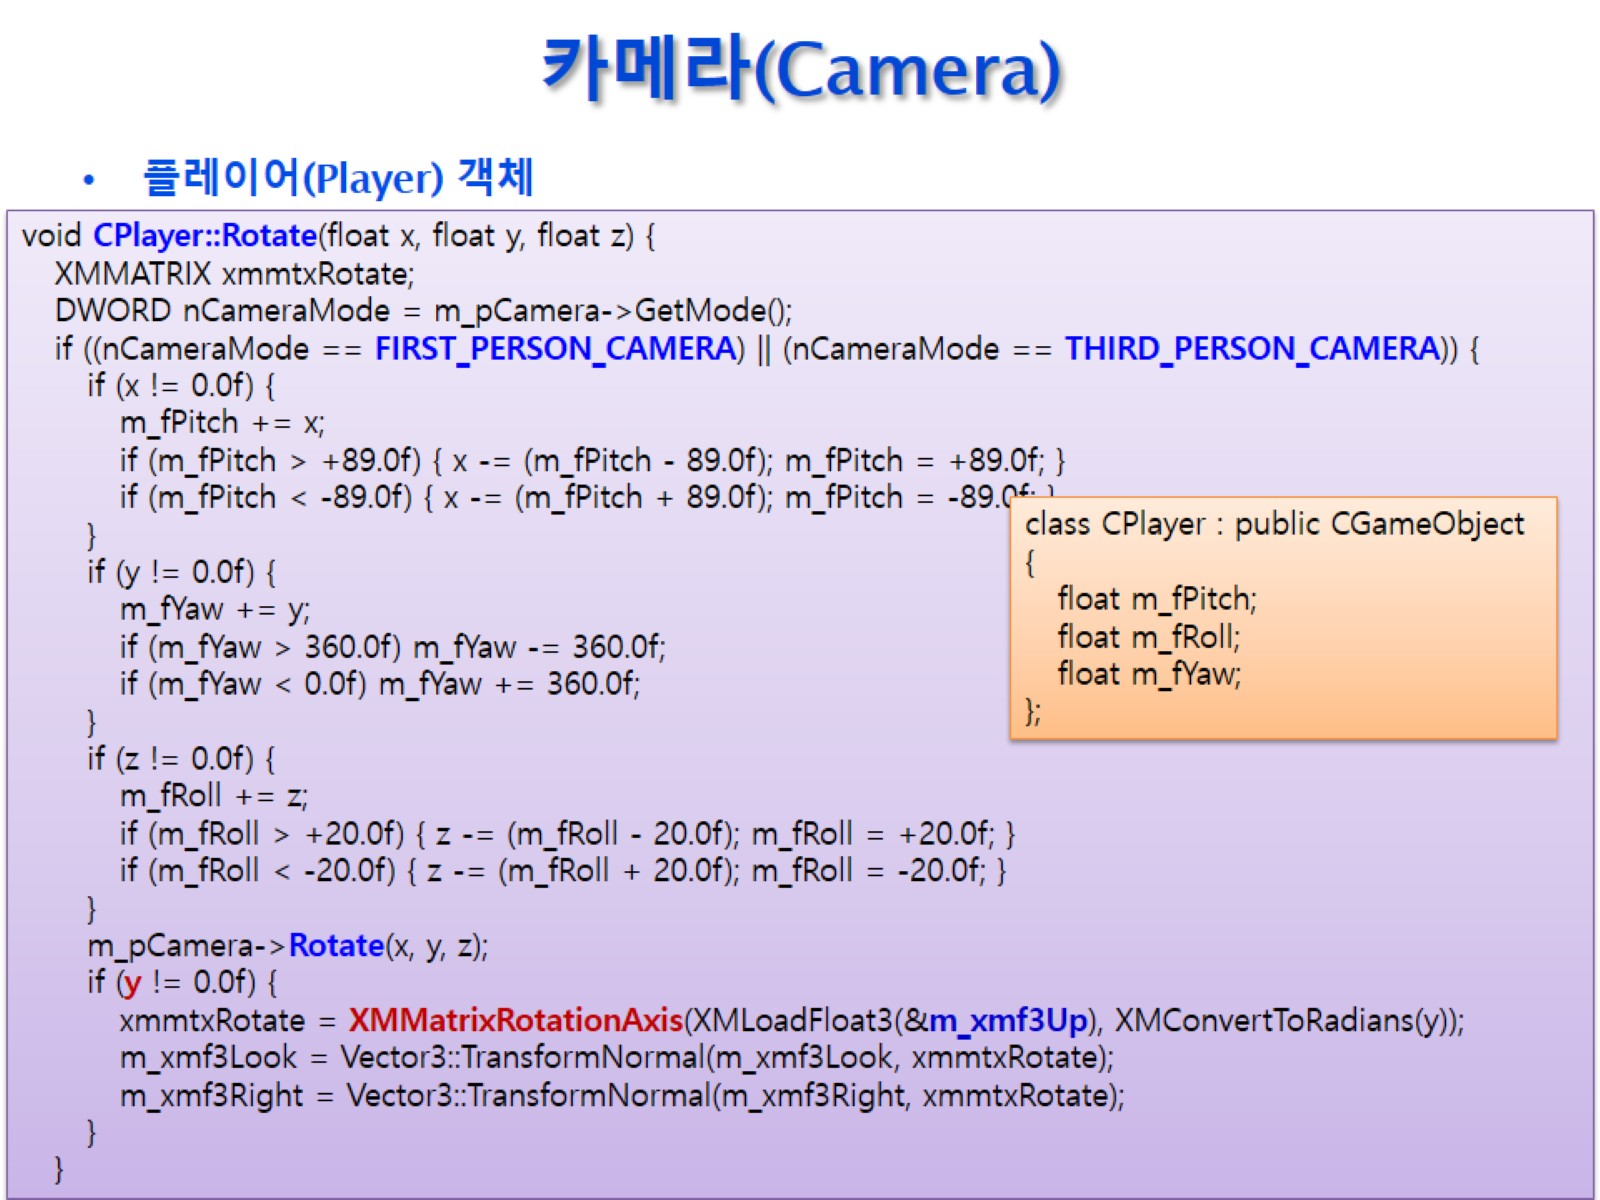 카메라(Camera)
• 플레이어(Player) 객체
void CPlayer::Rotate(float x, float y, float z) {
XMMATRIX xmmtxRotate;
DWORD nCameraMode = m_pCamera->GetMode();
if ((nCameraMode == FIRST_PERSON_CAMERA) || (nCameraMode == THIRD_PERSON_CAMERA)) {
if (x != 0.0f) {
m_fPitch += x;
if (m_fPitch > +89.0f) { x -= (m_fPitch - 89.0f); m_fPitch = +89.0f; }
if (m_fPitch < -89.0f) { x -= (m_fPitch + 89.0f); m_fPitch = -89.0f; }
}
if (y != 0.0f) {
m_fYaw += y;
if (m_fYaw > 360.0f) m_fYaw -= 360.0f;
if (m_fYaw < 0.0f) m_fYaw += 360.0f;
}
if (z != 0.0f) {
m_fRoll += z;
if (m_fRoll > +20.0f) { z -= (m_fRoll - 20.0f); m_fRoll = +20.0f; }
if (m_fRoll < -20.0f) { z -= (m_fRoll + 20.0f); m_fRoll = -20.0f; }
}
m_pCamera->Rotate(x, y, z);
if (y != 0.0f) {
xmmtxRotate = XMMatrixRotationAxis(XMLoadFloat3(&m_xmf3Up), XMConvertToRadians(y));
m_xmf3Look = Vector3::TransformNormal(m_xmf3Look, xmmtxRotate);
m_xmf3Right = Vector3::TransformNormal(m_xmf3Right, xmmtxRotate);
}
}
class CPlayer : public CGameObject
{
float m_fPitch;
float m_fRoll;
float m_fYaw;
};